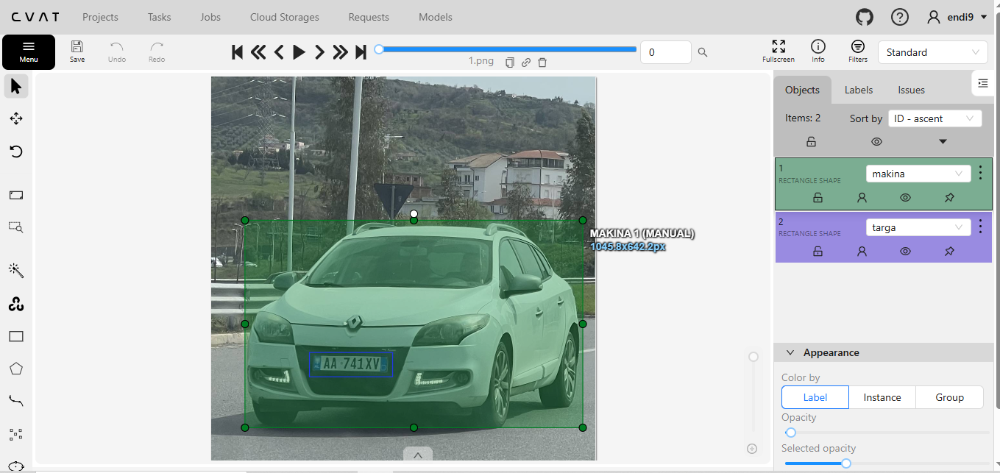 CVAT Projects Tasks Jobs Cloud Storages Requests Models endi9
Menu Save Undo Redo 0 Fullscreen Info Filters Standard
1.png
Objects Labels Issues
Items: 2 Sort by ID - ascent
1 makina
RECTANGLE SHAPE
2 targa
RECTANGLE SHAPE
MAKINA 1 (MANUAL)
1045.8x642.2px
AA 741XV
Appearance
Color by
Label Instance Group
Opacity
Selected opacity